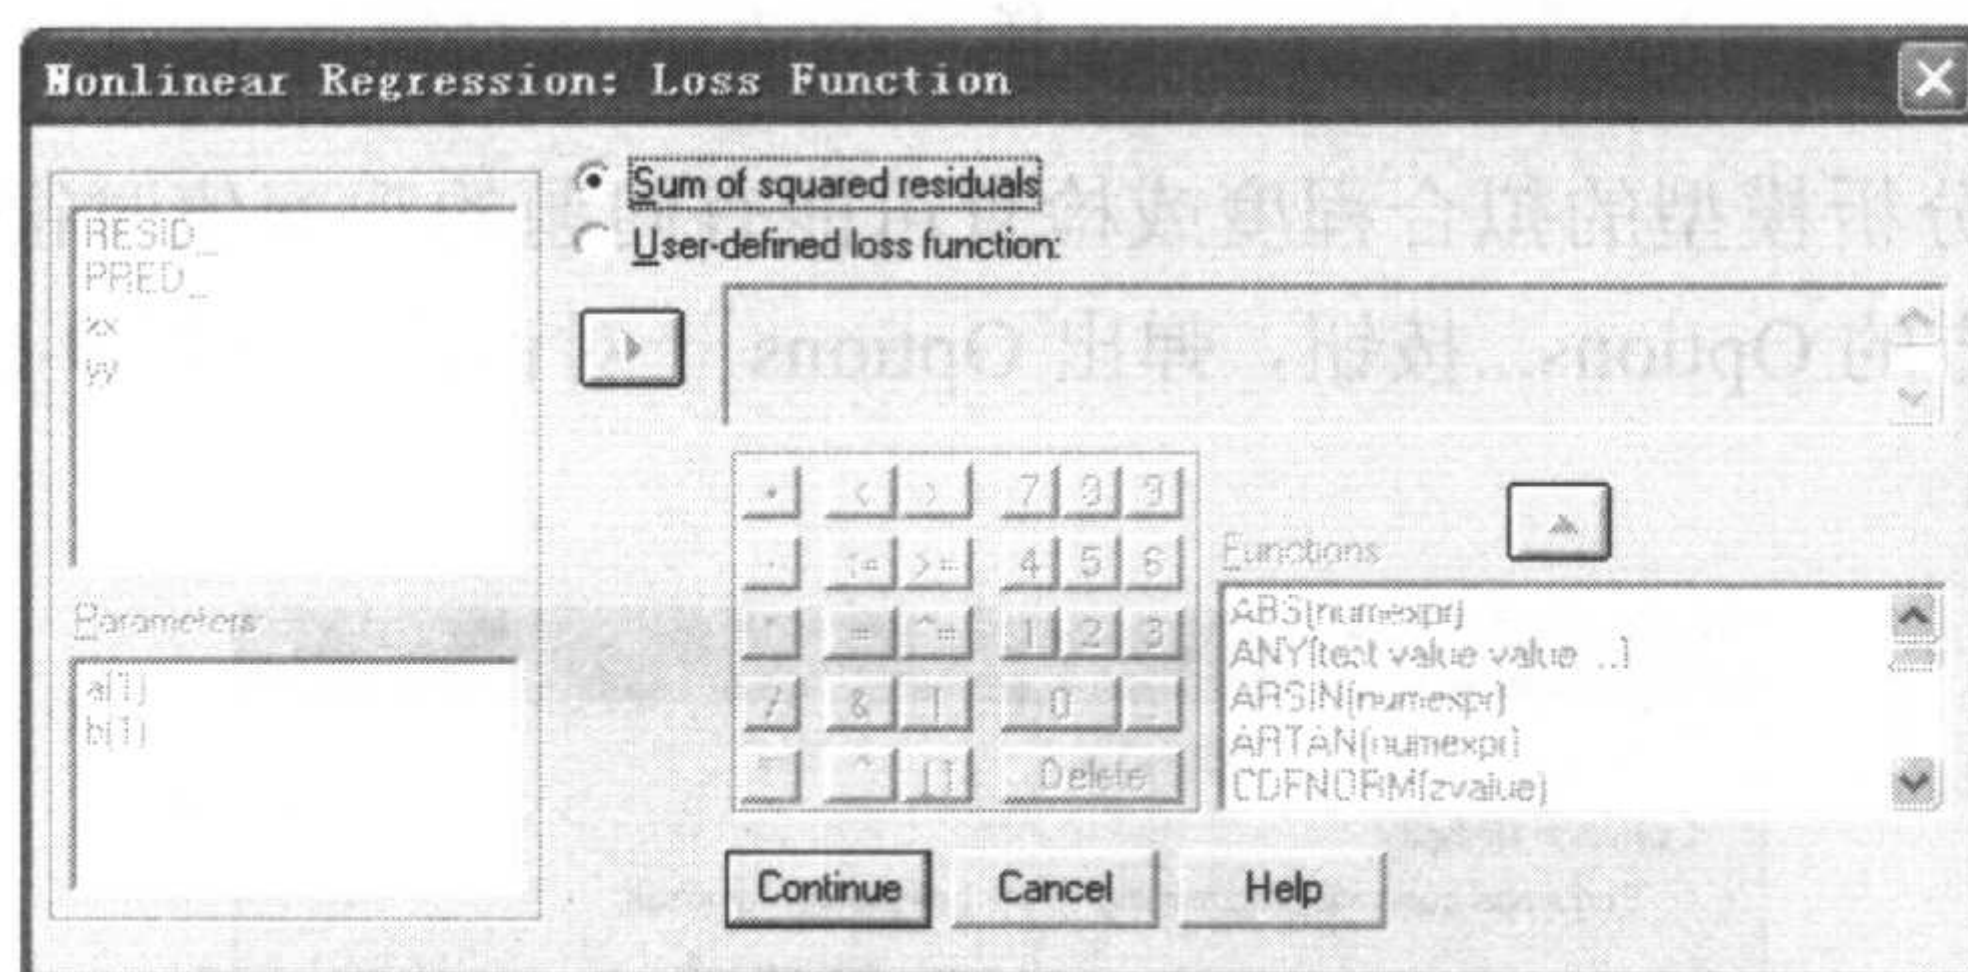 Nonlinear Regression: Loss Function
Sum of squared residuals
User-defined loss function:
RESID_
PRED_
xx
yy
Parameters:
a(1)
b(1)
< > 7 8 9
<= >= 4 5 6
= ~= 1 2 3
/ & | 0 .
Delete
Functions
ABS(numexpr)
ANY(test value value ..)
ARSIN(numexpr)
ARTAN(numexpr)
CDFNORM(zvalue)
Continue Cancel Help